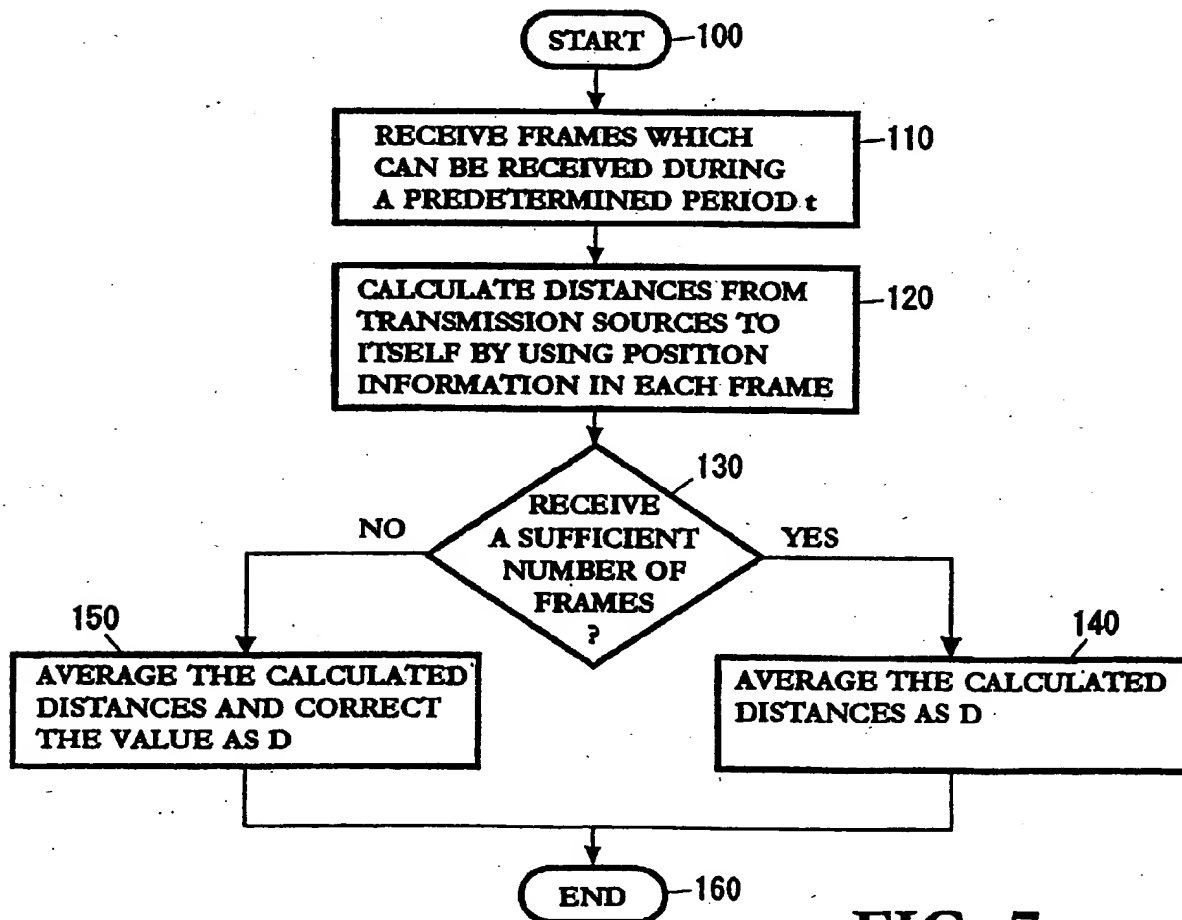 START
100
RECEIVE FRAMES WHICH
CAN BE RECEIVED DURING
A PREDETERMINED PERIOD t
110
CALCULATE DISTANCES FROM
TRANSMISSION SOURCES TO
ITSELF BY USING POSITION
INFORMATION IN EACH FRAME
120
130
RECEIVE
A SUFFICIENT
NUMBER OF
FRAMES
?
NO
YES
150
AVERAGE THE CALCULATED
DISTANCES AND CORRECT
THE VALUE AS D
140
AVERAGE THE CALCULATED
DISTANCES AS D
END
160